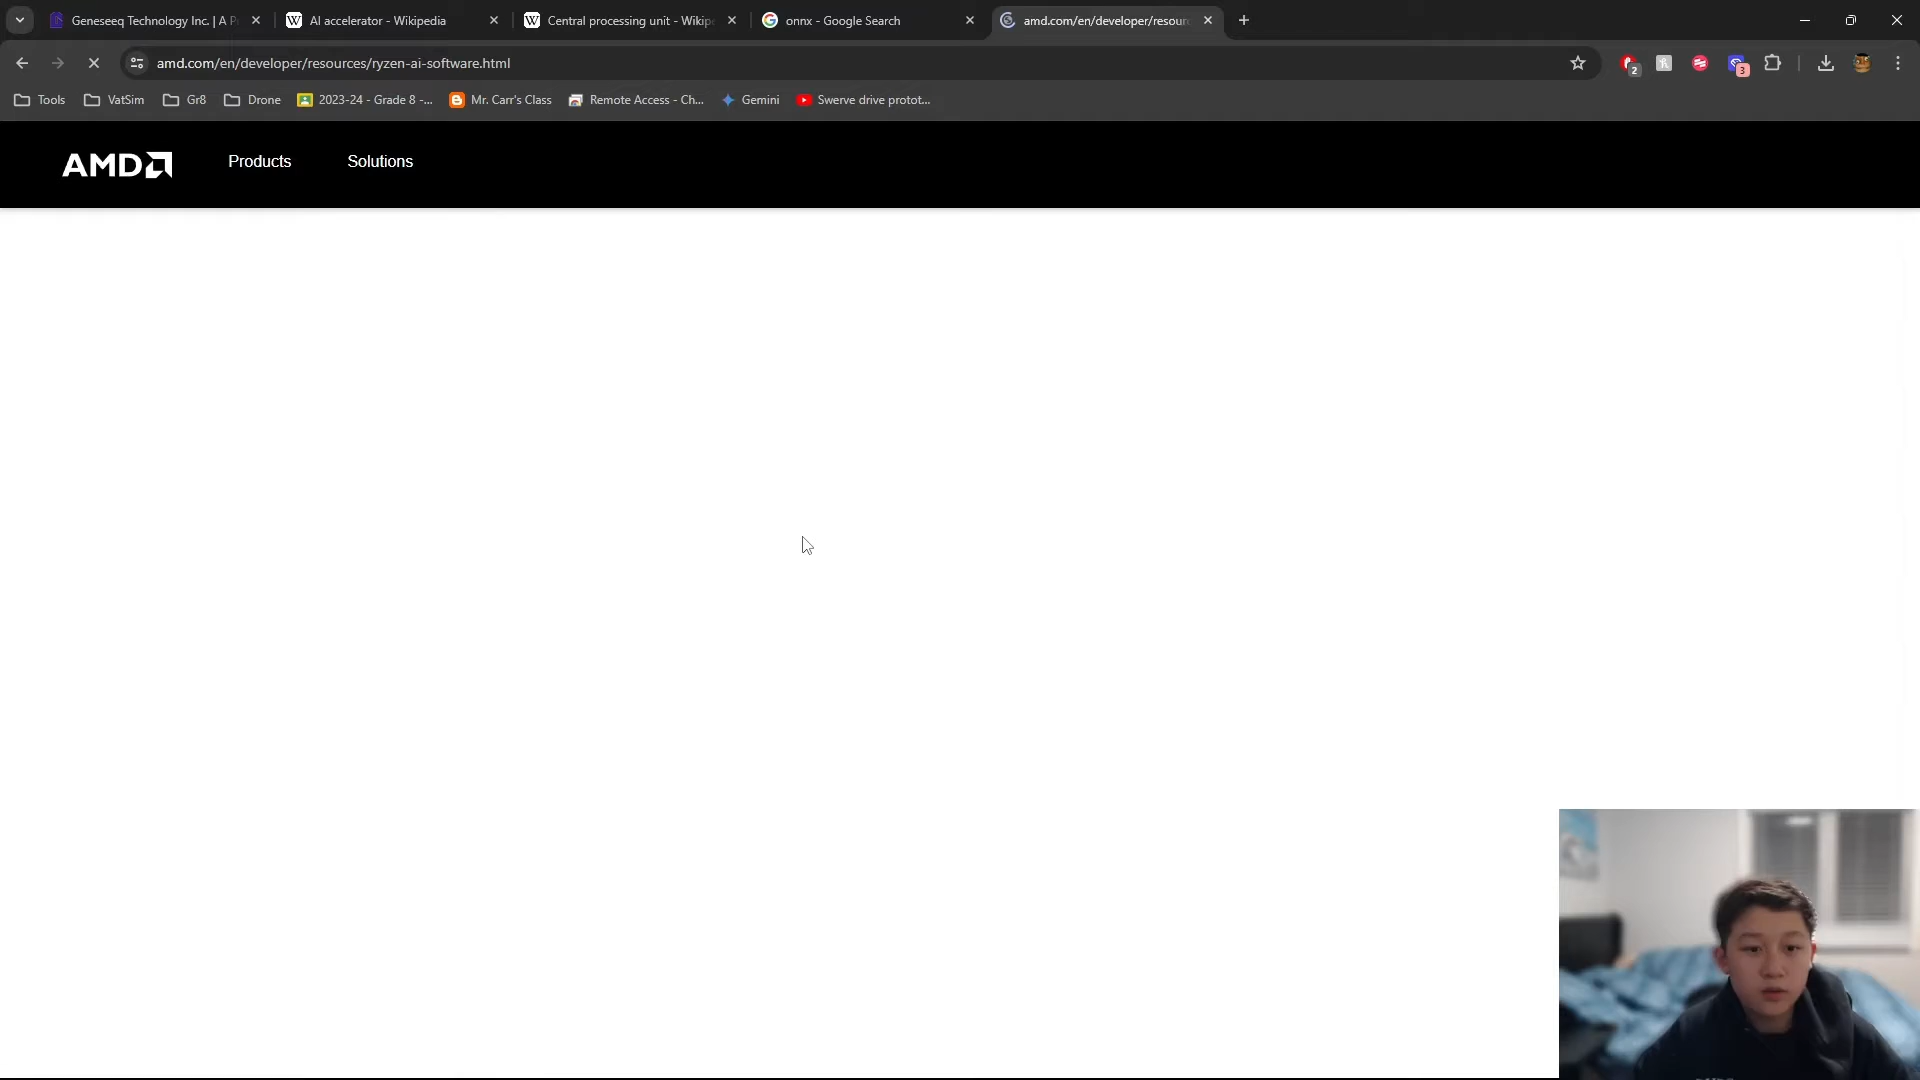 Geneseeq Technology Inc. | A P
AI accelerator - Wikipedia
Central processing unit - Wikip
onnx - Google Search
amd.com/en/developer/resour
amd.com/en/developer/resources/ryzen-ai-software.html
2
3
Tools
VatSim
Gr8
Drone
2023-24 - Grade 8 -...
Mr. Carr's Class
Remote Access - Ch...
Gemini
Swerve drive protot...
AMD
Products
Solutions